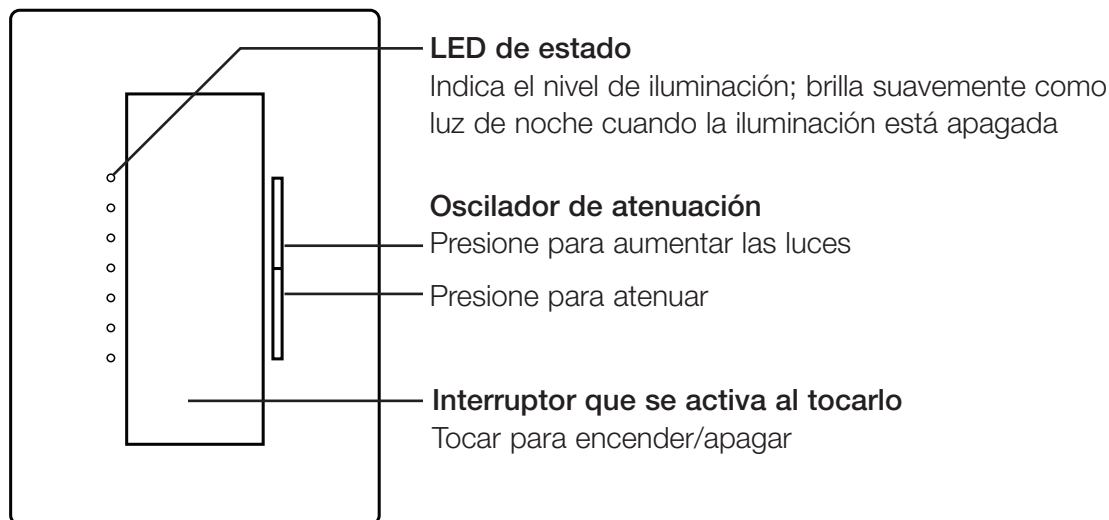 LED de estado
Indica el nivel de iluminación; brilla suavemente como
luz de noche cuando la iluminación está apagada
Oscilador de atenuación
Presione para aumentar las luces
Presione para atenuar
Interruptor que se activa al tocarlo
Tocar para encender/apagar